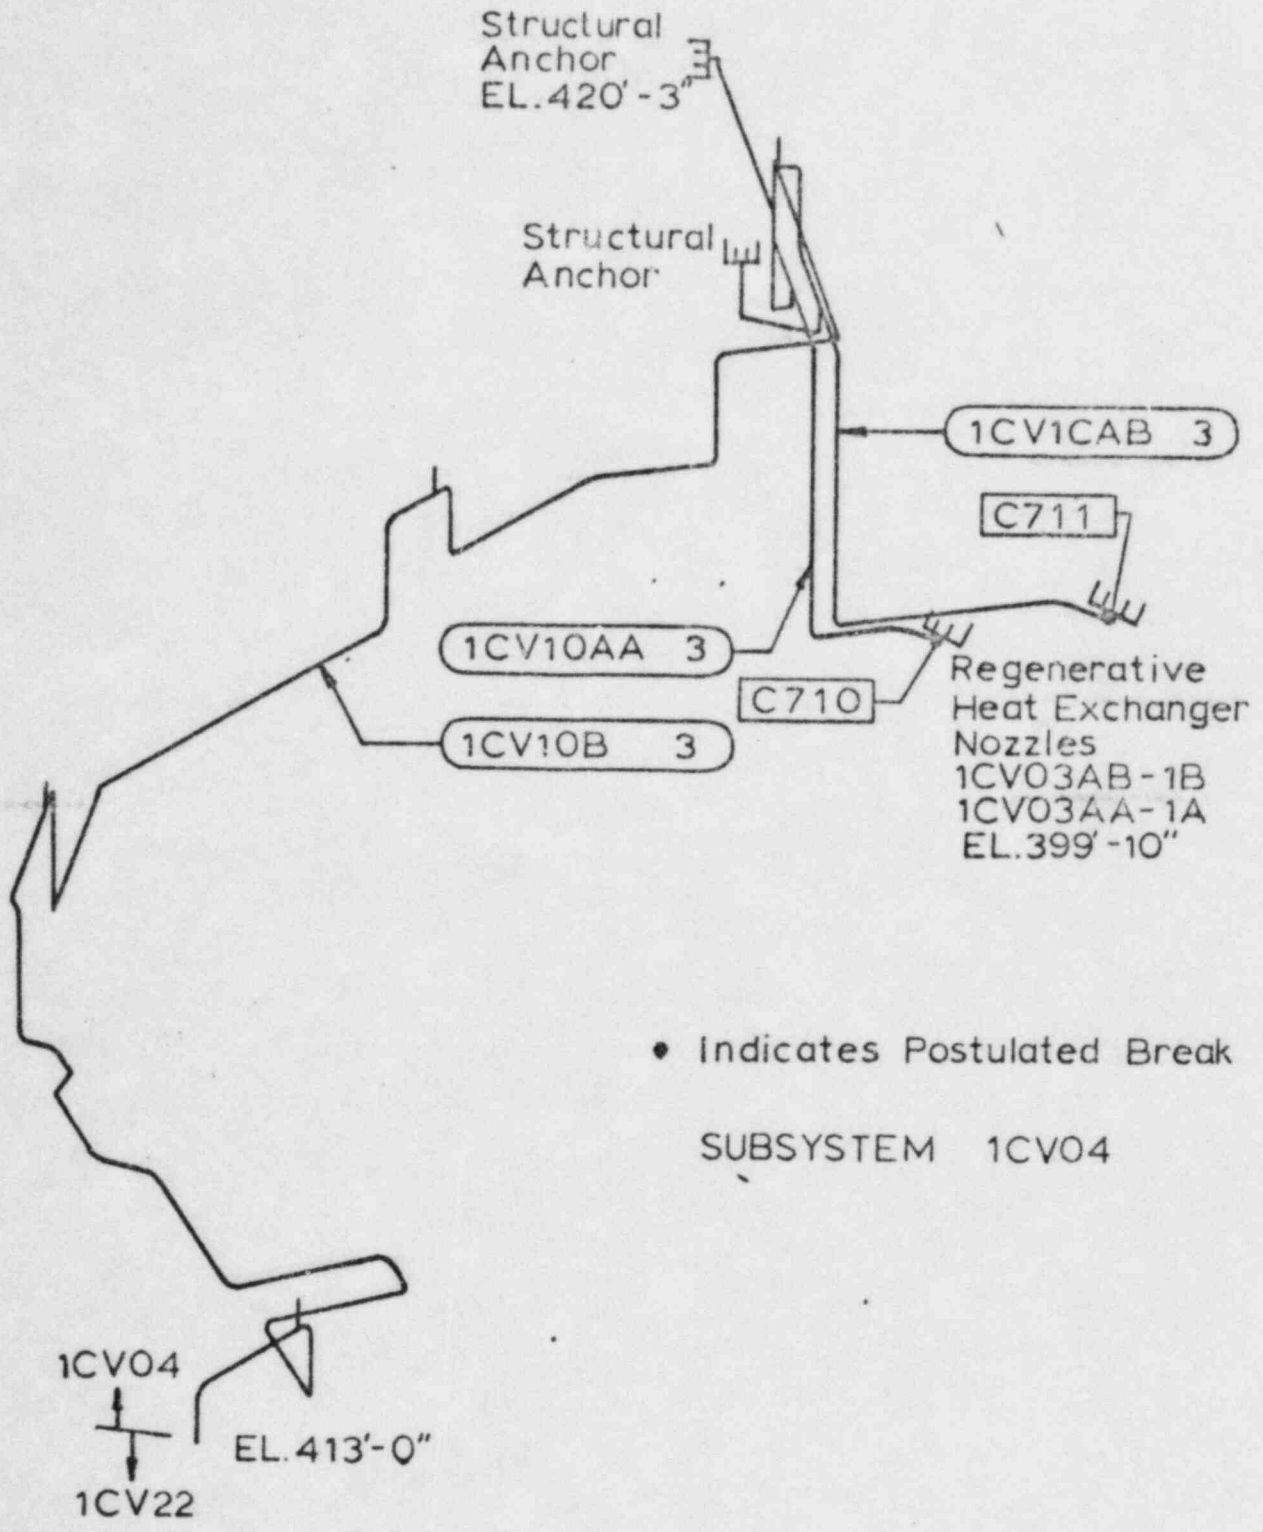 Structural
Anchor
EL.420'-3"
Structural
Anchor
1CV1CAB 3
C711
1CV10AA 3
C710
1CV10B 3
Regenerative
Heat Exchanger
Nozzles
1CV03AB-1B
1CV03AA-1A
EL.399'-10"
• Indicates Postulated Break
SUBSYSTEM 1CV04
1CV04
EL.413'-0"
1CV22